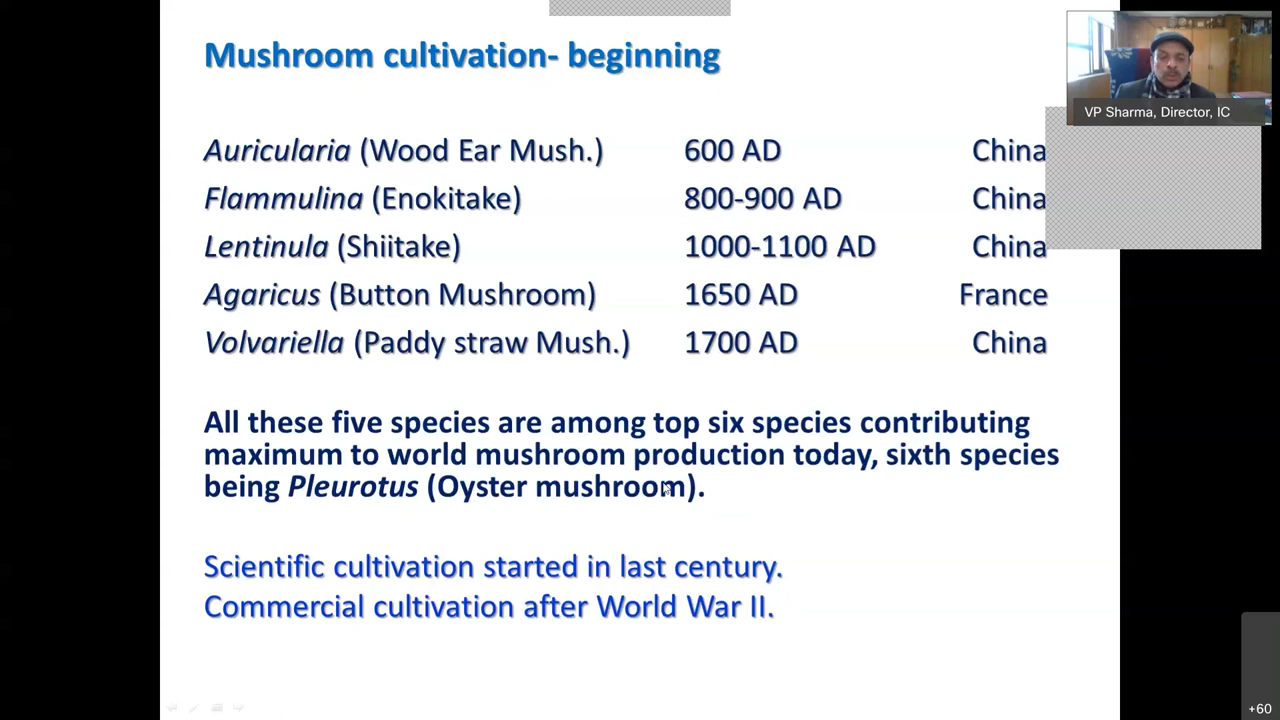 Mushroom cultivation- beginning
VP Sharma, Director, IC
Auricularia (Wood Ear Mush.) 600 AD China
Flammulina (Enokitake) 800-900 AD China
Lentinula (Shiitake) 1000-1100 AD China
Agaricus (Button Mushroom) 1650 AD France
Volvariella (Paddy straw Mush.) 1700 AD China
All these five species are among top six species contributing
maximum to world mushroom production today, sixth species
being Pleurotus (Oyster mushroom).
Scientific cultivation started in last century.
Commercial cultivation after World War II.
+60